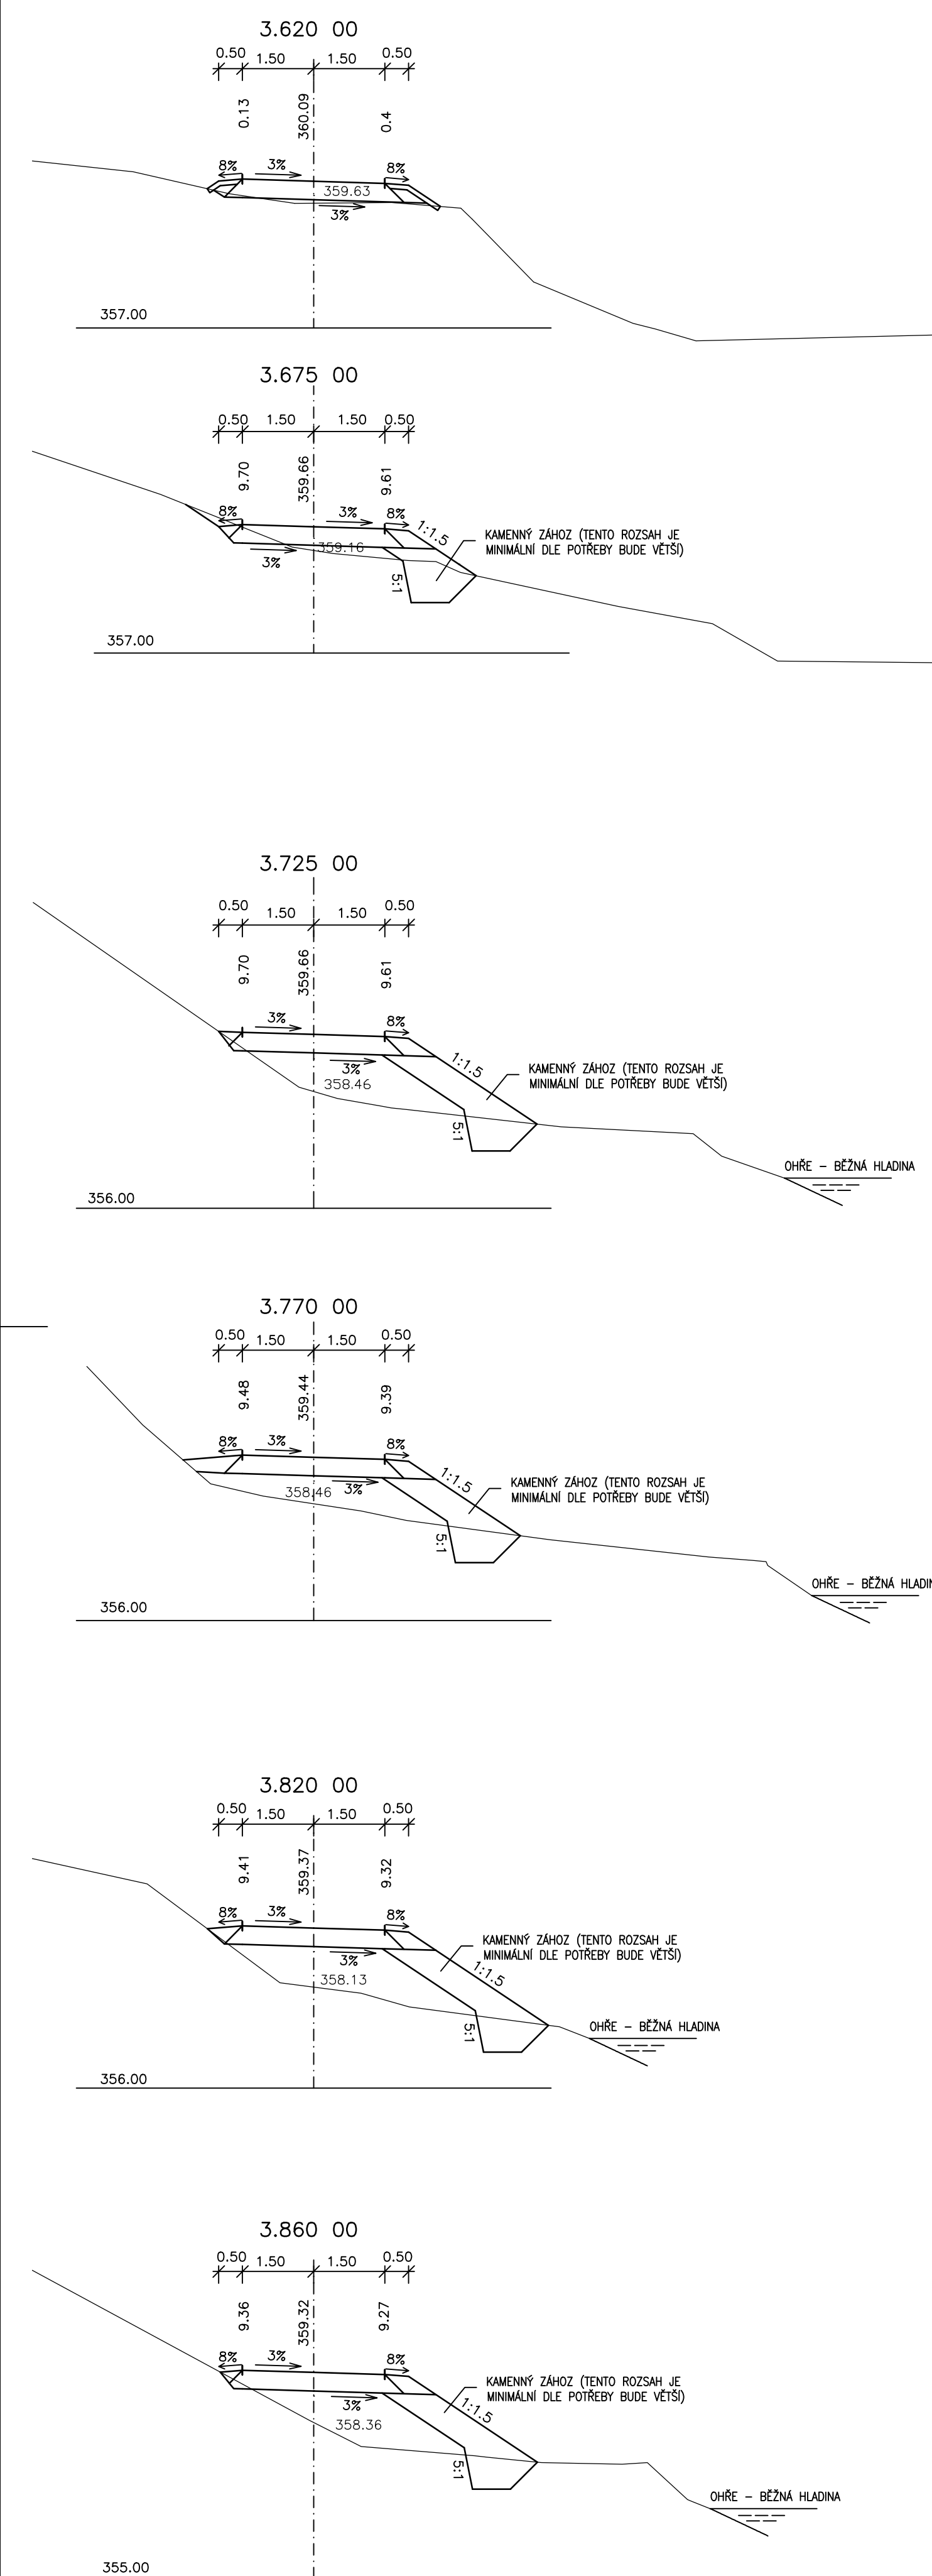 3.620 00
0.50 1.50 1.50 0.50
0.13 360.09 0.4
8% 3% 8%
359.63
3%
357.00
3.675 00
0.50 1.50 1.50 0.50
9.70 359.66 9.61
8% 3% 8%
1:1.5
KAMENNÝ ZÁHOZ (TENTO ROZSAH JE
MINIMÁLNÍ DLE POTŘEBY BUDE VĚTŠÍ)
359.16
3%
5:1
357.00
3.725 00
0.50 1.50 1.50 0.50
9.70 359.66 9.61
3% 8%
1:1.5
KAMENNÝ ZÁHOZ (TENTO ROZSAH JE
MINIMÁLNÍ DLE POTŘEBY BUDE VĚTŠÍ)
3%
358.46
5:1
OHŘE – BĚŽNÁ HLADINA
356.00
3.770 00
0.50 1.50 1.50 0.50
9.48 359.44 9.39
8% 3% 8%
1:1.5
KAMENNÝ ZÁHOZ (TENTO ROZSAH JE
MINIMÁLNÍ DLE POTŘEBY BUDE VĚTŠÍ)
358.46 3%
5:1
OHŘE – BĚŽNÁ HLADIN
356.00
3.820 00
0.50 1.50 1.50 0.50
9.41 359.37 9.32
8% 3% 8%
KAMENNÝ ZÁHOZ (TENTO ROZSAH JE
MINIMÁLNÍ DLE POTŘEBY BUDE VĚTŠÍ)
3%
1:1.5
358.13
5:1
OHŘE – BĚŽNÁ HLADINA
356.00
3.860 00
0.50 1.50 1.50 0.50
9.36 359.32 9.27
8% 3% 8%
KAMENNÝ ZÁHOZ (TENTO ROZSAH JE
MINIMÁLNÍ DLE POTŘEBY BUDE VĚTŠÍ)
3%
1:1.5
358.36
5:1
OHŘE – BĚŽNÁ HLADINA
355.00